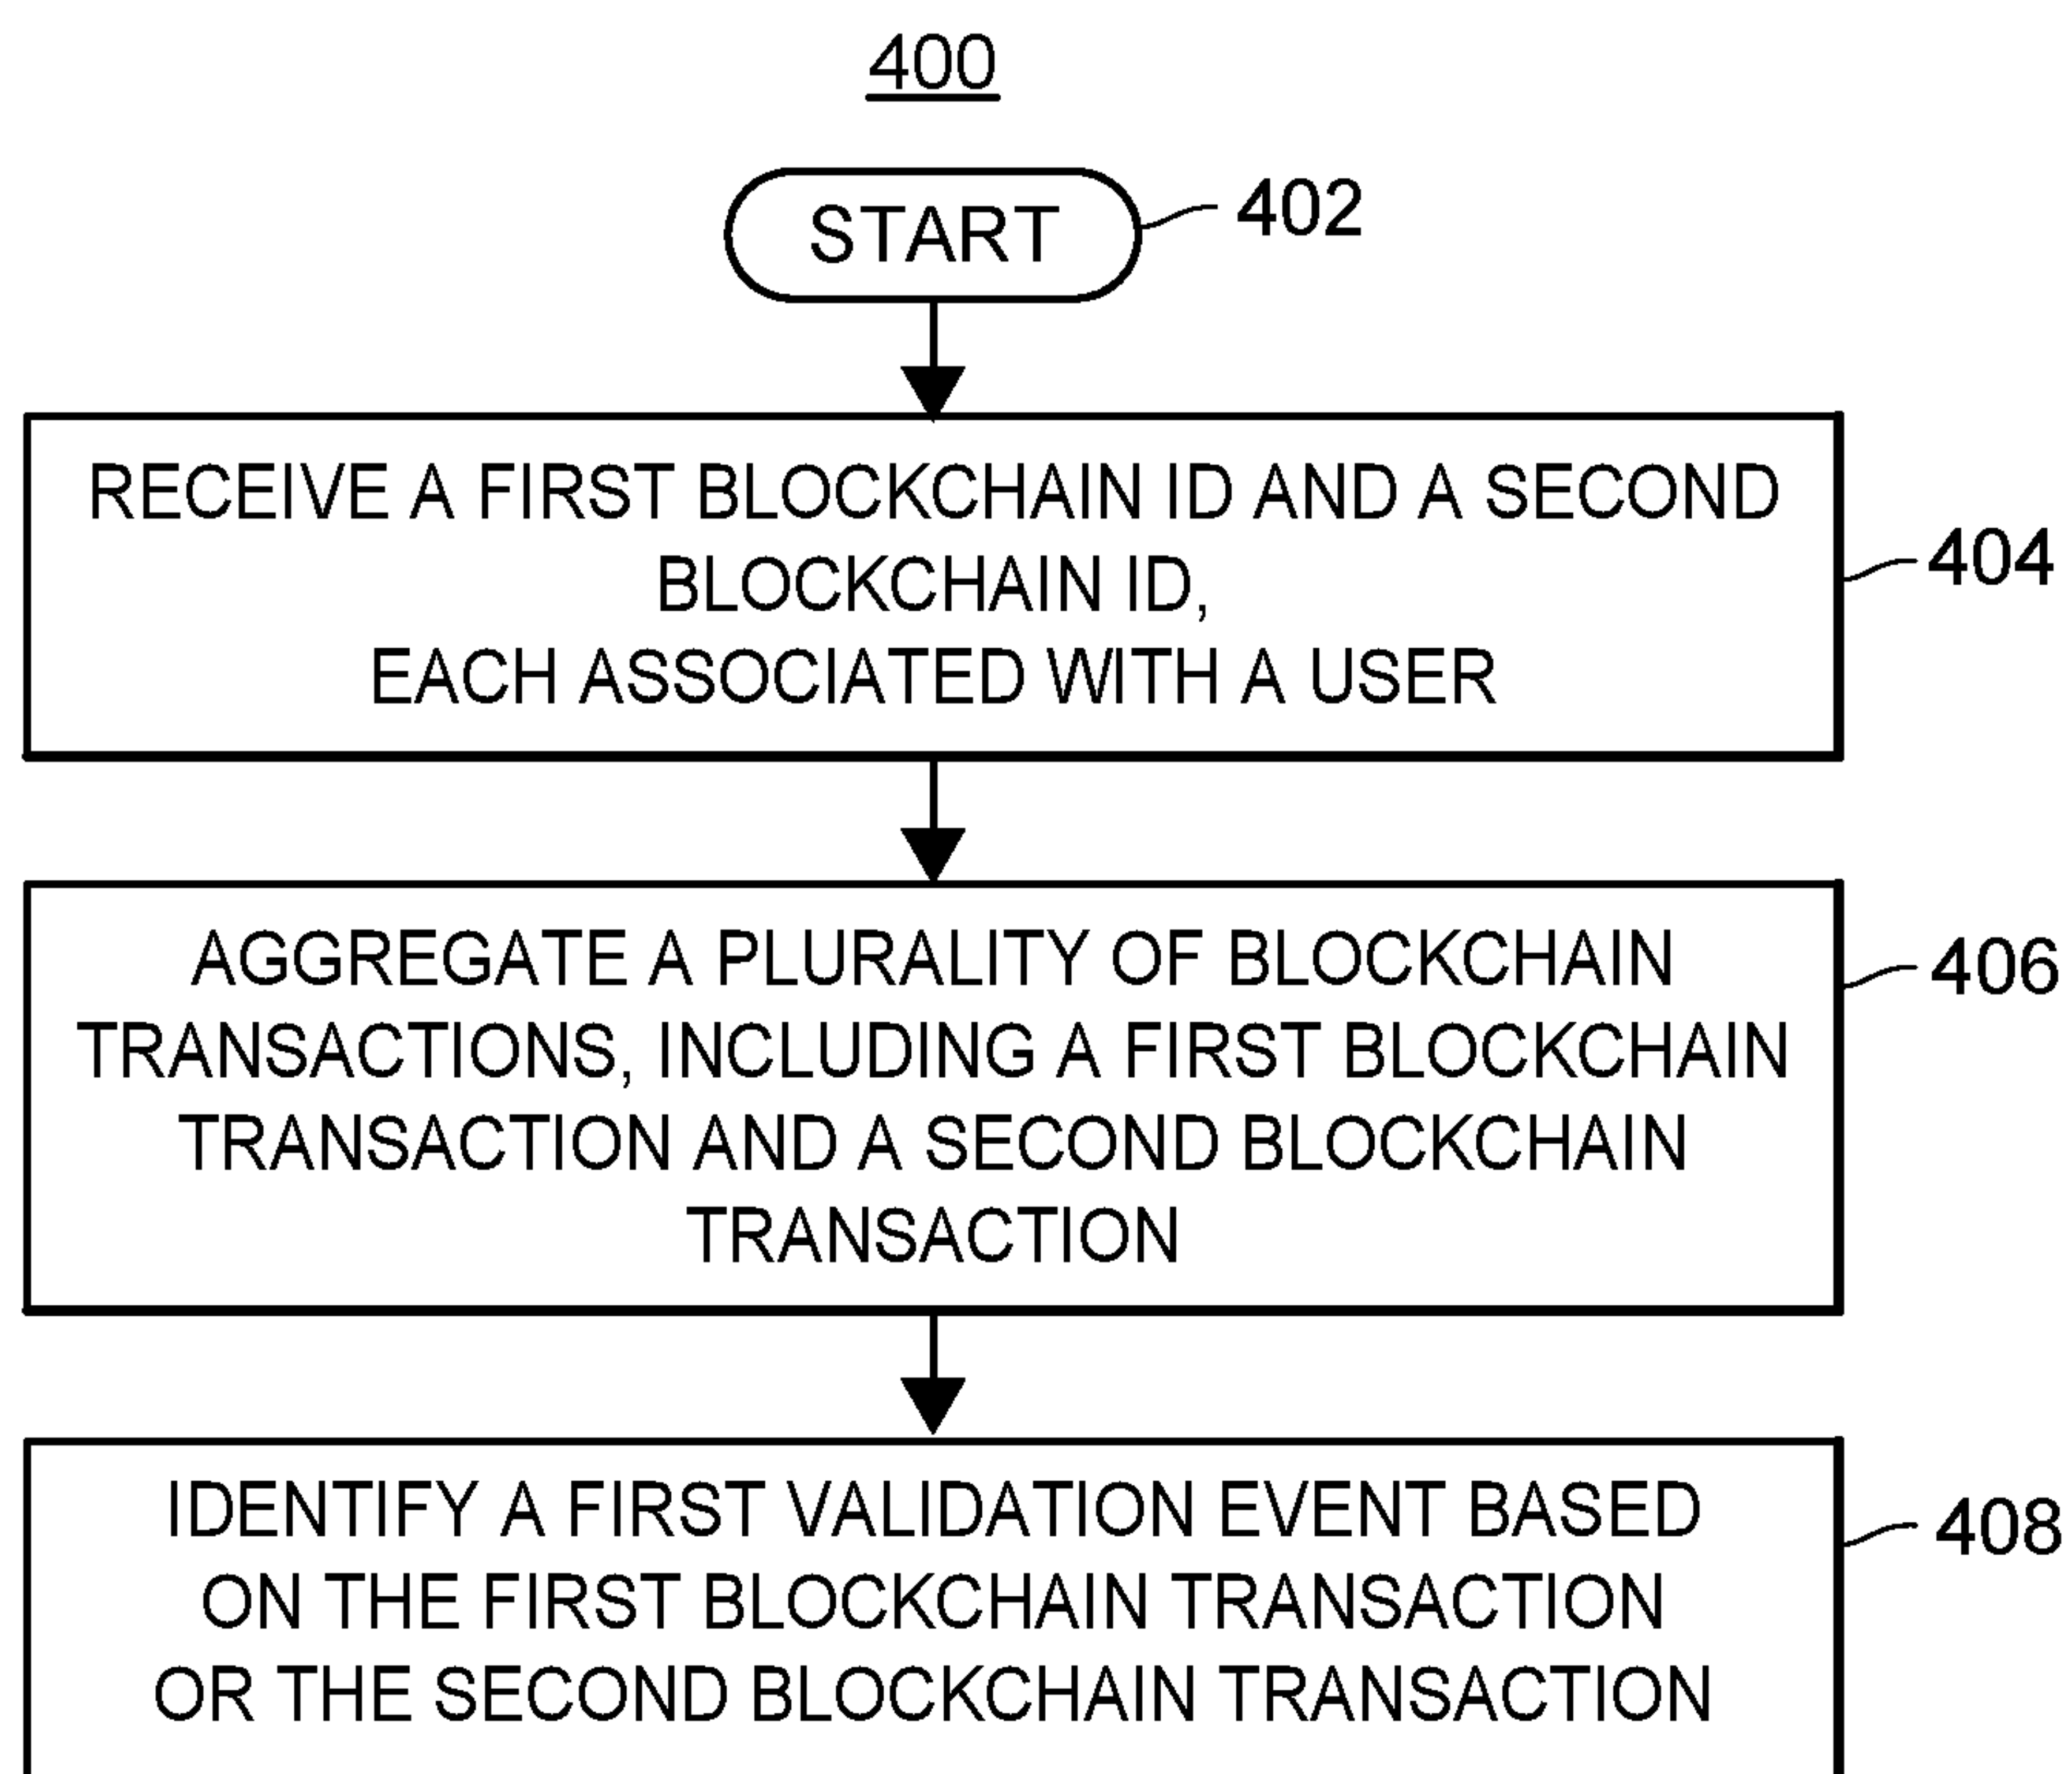 400
START
402
RECEIVE A FIRST BLOCKCHAIN ID AND A SECOND
BLOCKCHAIN ID,
EACH ASSOCIATED WITH A USER
404
AGGREGATE A PLURALITY OF BLOCKCHAIN
TRANSACTIONS, INCLUDING A FIRST BLOCKCHAIN
TRANSACTION AND A SECOND BLOCKCHAIN
TRANSACTION
406
IDENTIFY A FIRST VALIDATION EVENT BASED
ON THE FIRST BLOCKCHAIN TRANSACTION
OR THE SECOND BLOCKCHAIN TRANSACTION
408